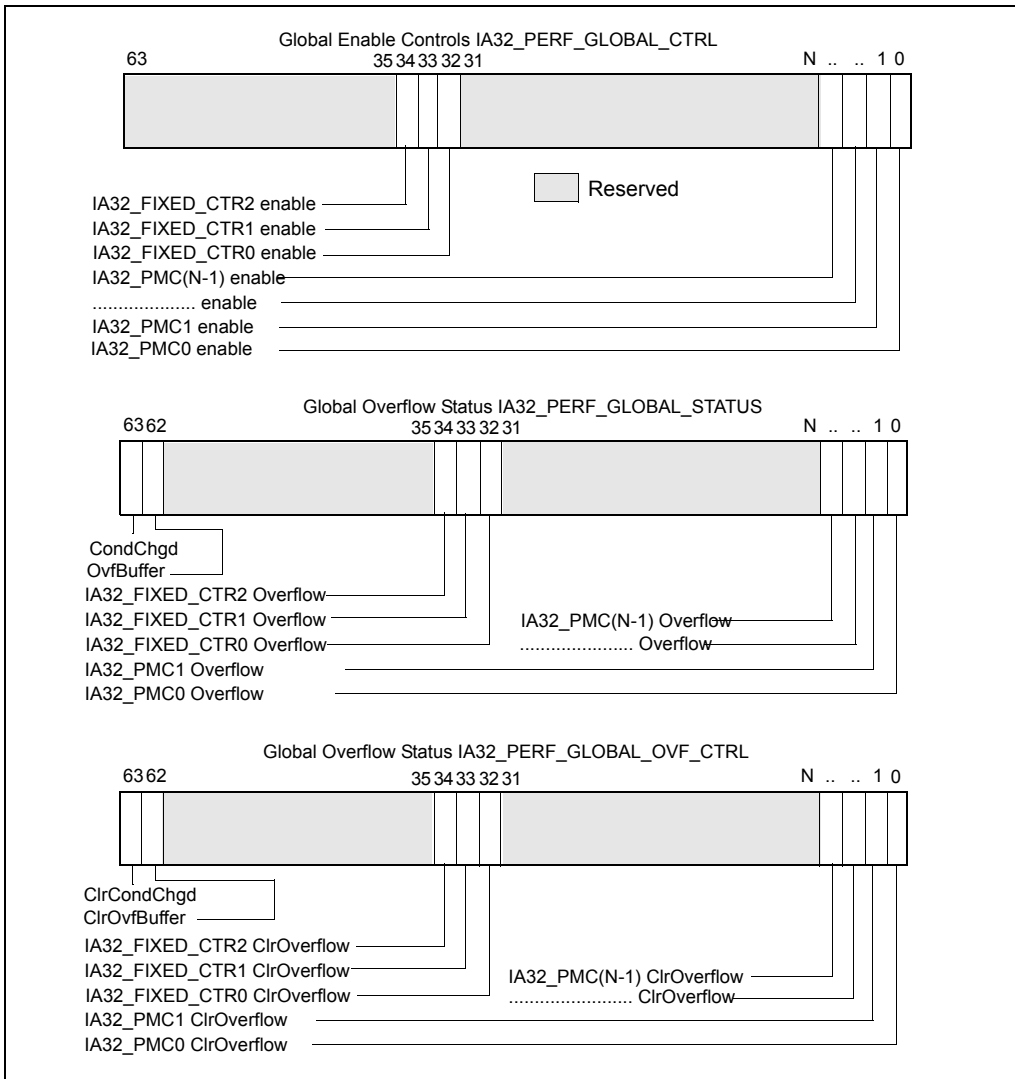 Global Enable Controls IA32_PERF_GLOBAL_CTRL
63 35 34 33 32 31 N .. .. 1 0
Reserved
IA32_FIXED_CTR2 enable
IA32_FIXED_CTR1 enable
IA32_FIXED_CTR0 enable
IA32_PMC(N-1) enable
.................... enable
IA32_PMC1 enable
IA32_PMC0 enable
Global Overflow Status IA32_PERF_GLOBAL_STATUS
63 62 35 34 33 32 31 N .. .. 1 0
CondChgd
OvfBuffer
IA32_FIXED_CTR2 Overflow
IA32_FIXED_CTR1 Overflow
IA32_FIXED_CTR0 Overflow
IA32_PMC1 Overflow
IA32_PMC0 Overflow
IA32_PMC(N-1) Overflow
...................... Overflow
Global Overflow Status IA32_PERF_GLOBAL_OVF_CTRL
63 62 35 34 33 32 31 N .. .. 1 0
ClrCondChgd
ClrOvfBuffer
IA32_FIXED_CTR2 ClrOverflow
IA32_FIXED_CTR1 ClrOverflow
IA32_FIXED_CTR0 ClrOverflow
IA32_PMC1 ClrOverflow
IA32_PMC0 ClrOverflow
IA32_PMC(N-1) ClrOverflow
........................ ClrOverflow